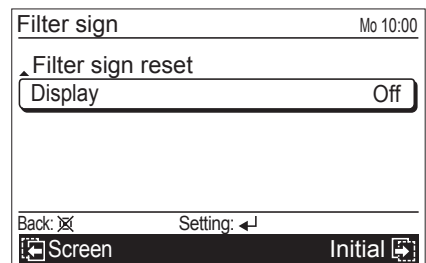 Filter sign Mo 10:00
Filter sign reset
Display Off
Back: Setting:
Screen Initial